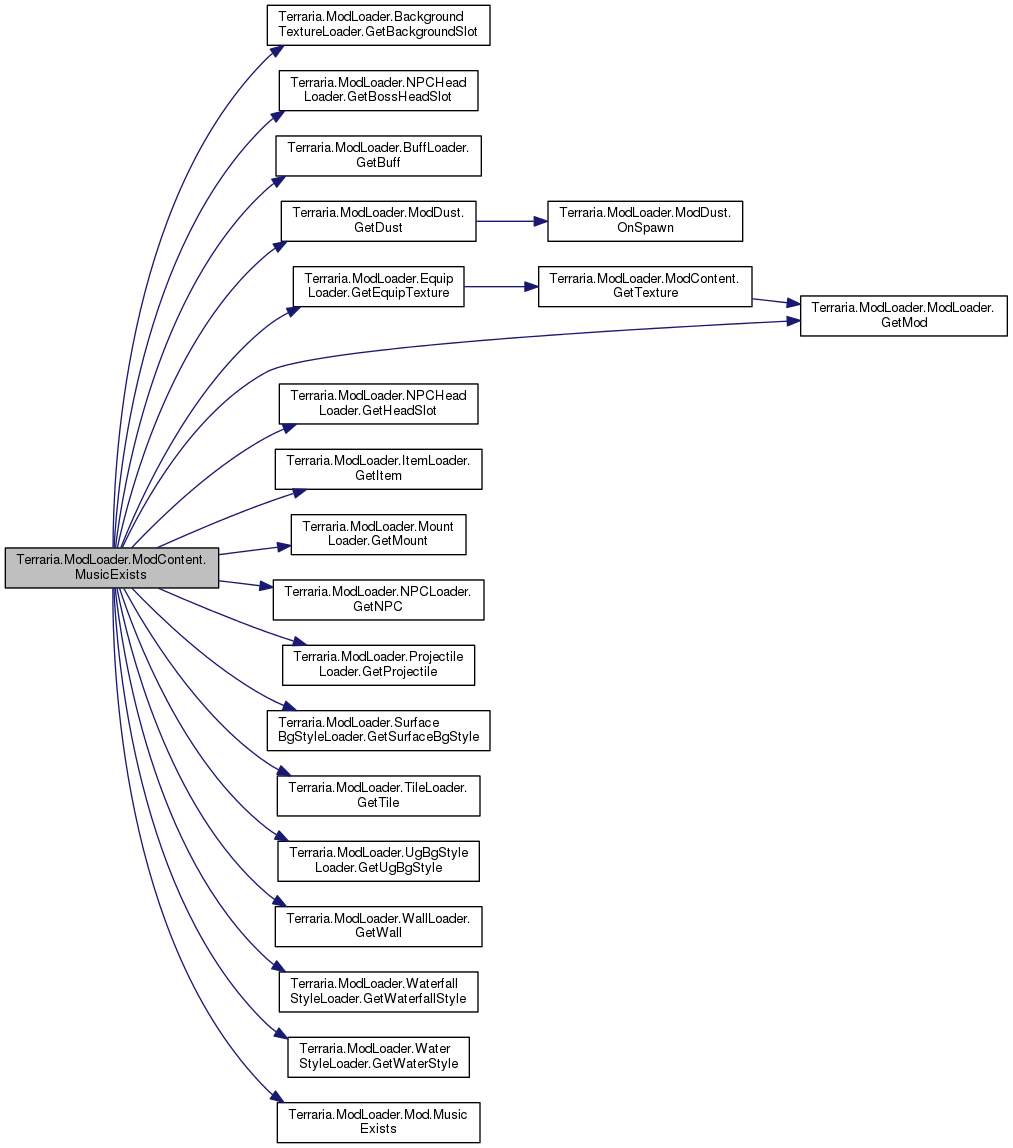 Terraria.ModLoader.Background
TextureLoader.GetBackgroundSlot
Terraria.ModLoader.NPCHead
Loader.GetBossHeadSlot
Terraria.ModLoader.BuffLoader.
GetBuff
Terraria.ModLoader.ModDust.
GetDust
Terraria.ModLoader.ModDust.
OnSpawn
Terraria.ModLoader.Equip
Loader.GetEquipTexture
Terraria.ModLoader.ModContent.
GetTexture
Terraria.ModLoader.ModLoader.
GetMod
Terraria.ModLoader.NPCHead
Loader.GetHeadSlot
Terraria.ModLoader.ItemLoader.
GetItem
Terraria.ModLoader.Mount
Loader.GetMount
Terraria.ModLoader.ModContent.
MusicExists
Terraria.ModLoader.NPCLoader.
GetNPC
Terraria.ModLoader.Projectile
Loader.GetProjectile
Terraria.ModLoader.Surface
BgStyleLoader.GetSurfaceBgStyle
Terraria.ModLoader.TileLoader.
GetTile
Terraria.ModLoader.UgBgStyle
Loader.GetUgBgStyle
Terraria.ModLoader.WallLoader.
GetWall
Terraria.ModLoader.Waterfall
StyleLoader.GetWaterfallStyle
Terraria.ModLoader.Water
StyleLoader.GetWaterStyle
Terraria.ModLoader.Mod.Music
Exists